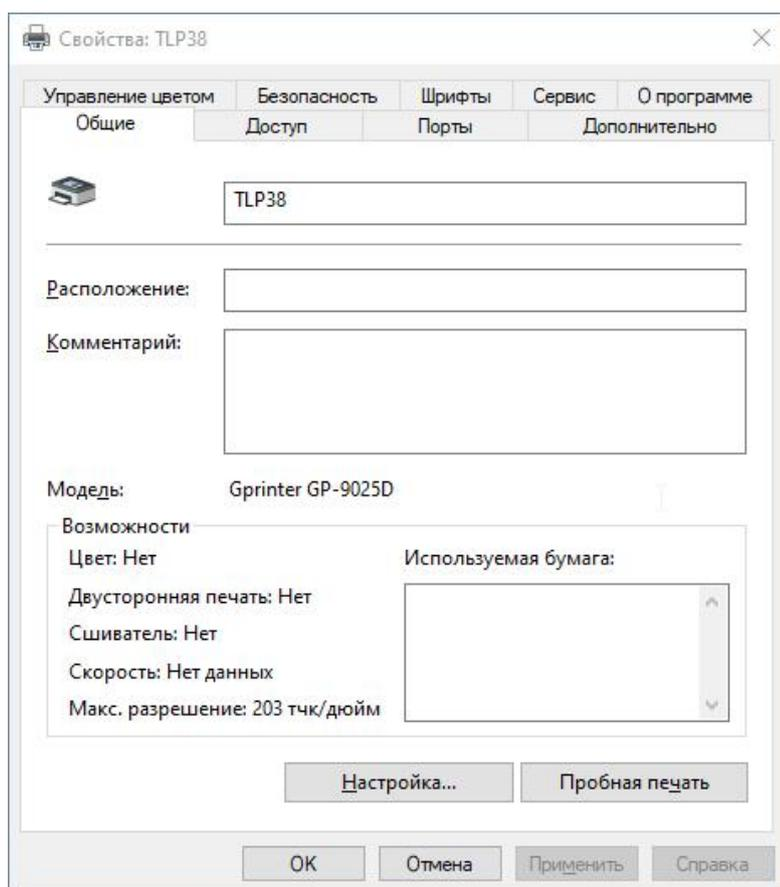 Свойства: TLP38
Управление цветом Безопасность Шрифты Сервис О программе
Общие Доступ Порты Дополнительно
TLP38
Расположение:
Комментарий:
Модель: Gprinter GP-9025D
Возможности
Цвет: Нет Используемая бумага:
Двусторонняя печать: Нет
Сшиватель: Нет
Скорость: Нет данных
Макс. разрешение: 203 тчк/дюйм
Настройка... Пробная печать
ОК Отмена Применить Справка